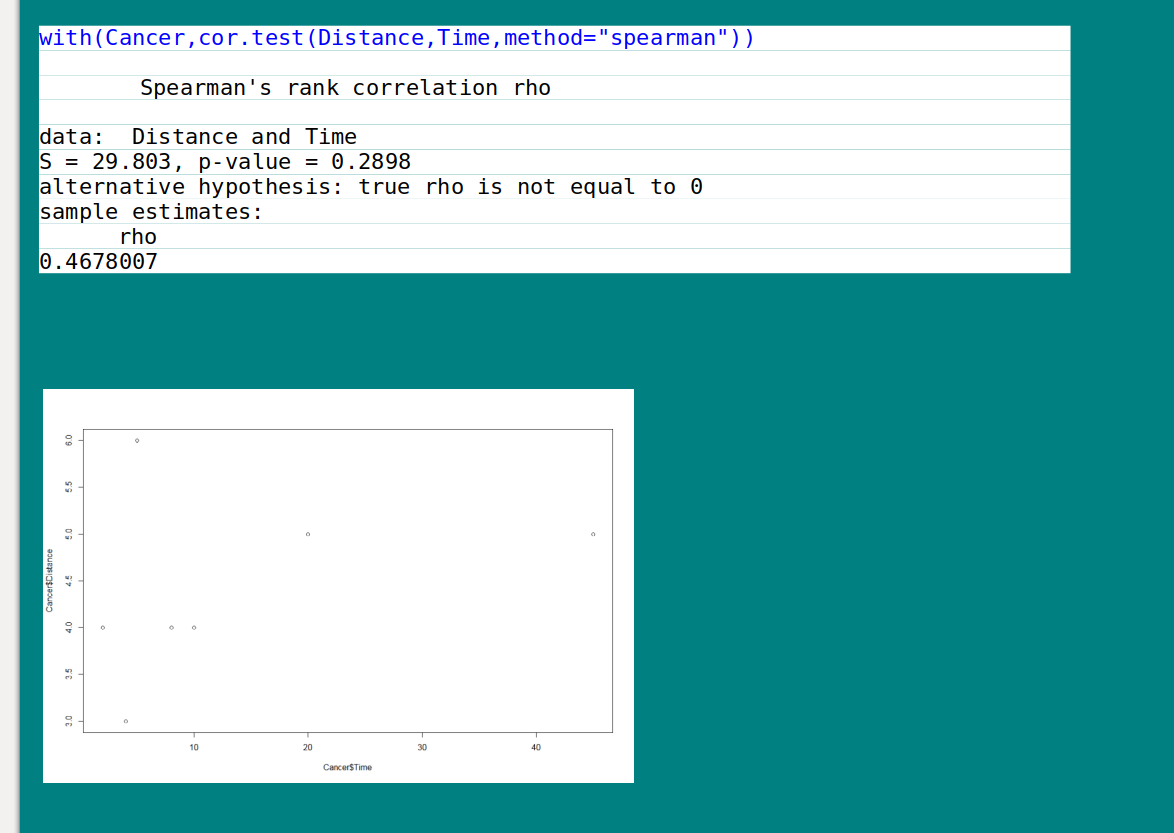 with(Cancer,cor.test(Distance,Time,method="spearman"))
Spearman's rank correlation rho
data:  Distance and Time
S = 29.803, p-value = 0.2898
alternative hypothesis: true rho is not equal to 0
sample estimates:
rho
0.4678007
6.0
5.5
5.0
4.5
4.0
3.5
3.0
Cancer$Distance
10 20 30 40
Cancer$Time